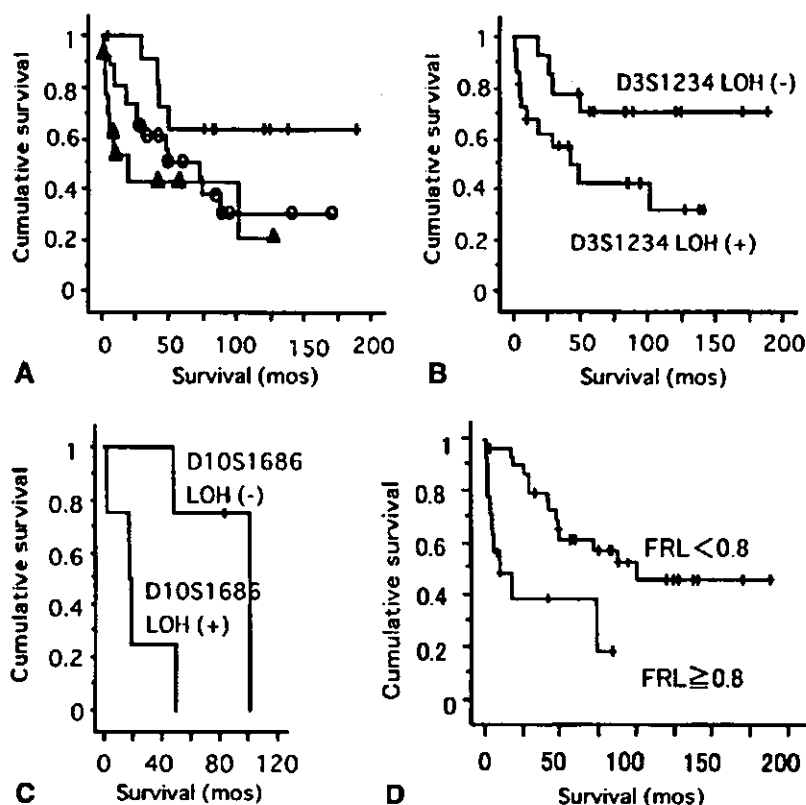 Cumulative survival
1
0.8
0.6
0.4
0.2
0
0 50 100 150 200
Survival (mos)
A
Cumulative survival
1
0.8
0.6
0.4
0.2
0
D3S1234 LOH (-)
D3S1234 LOH (+)
0 50 100 150 200
Survival (mos)
B
Cumulative survival
1
0.8
0.6
0.4
0.2
0
D10S1686
LOH (-)
D10S1686
LOH (+)
0 40 80 120
Survival (mos)
C
Cumulative survival
1
0.8
0.6
0.4
0.2
0
FRL<0.8
FRL≧0.8
0 50 100 150 200
Survival (mos)
D